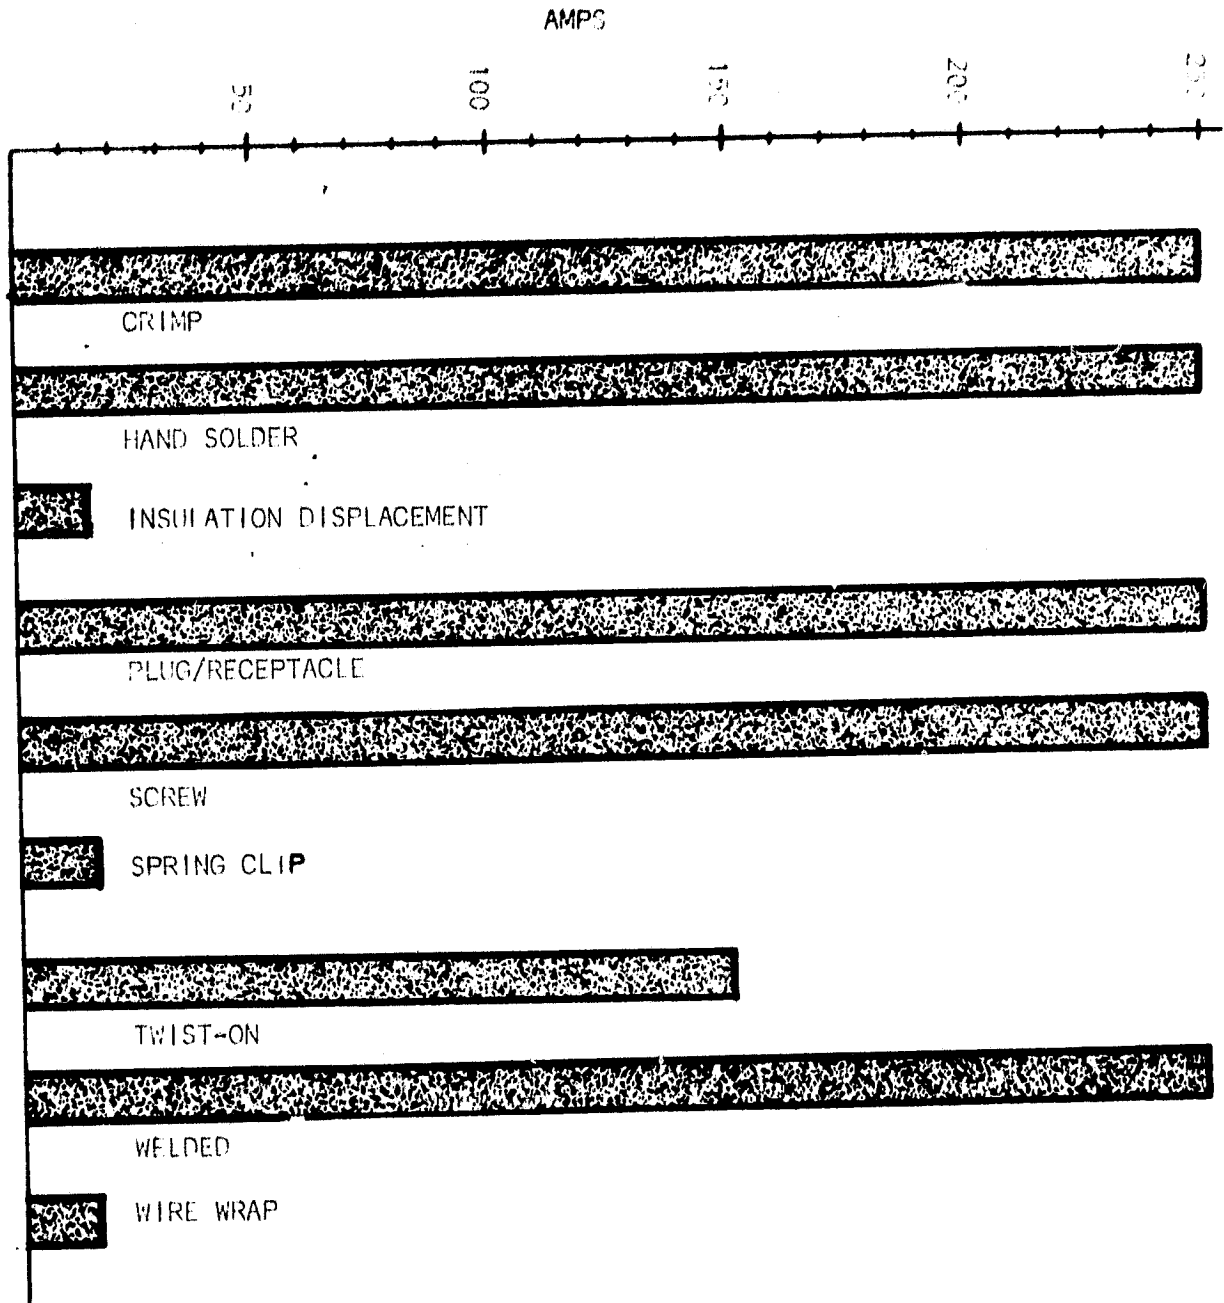 AMPS
50
100
150
200
250
CRIMP
HAND SOLDER
INSULATION DISPLACEMENT
PLUG/RECEPTACLE
SCREW
SPRING CLIP
TWIST-ON
WELDED
WIRE WRAP